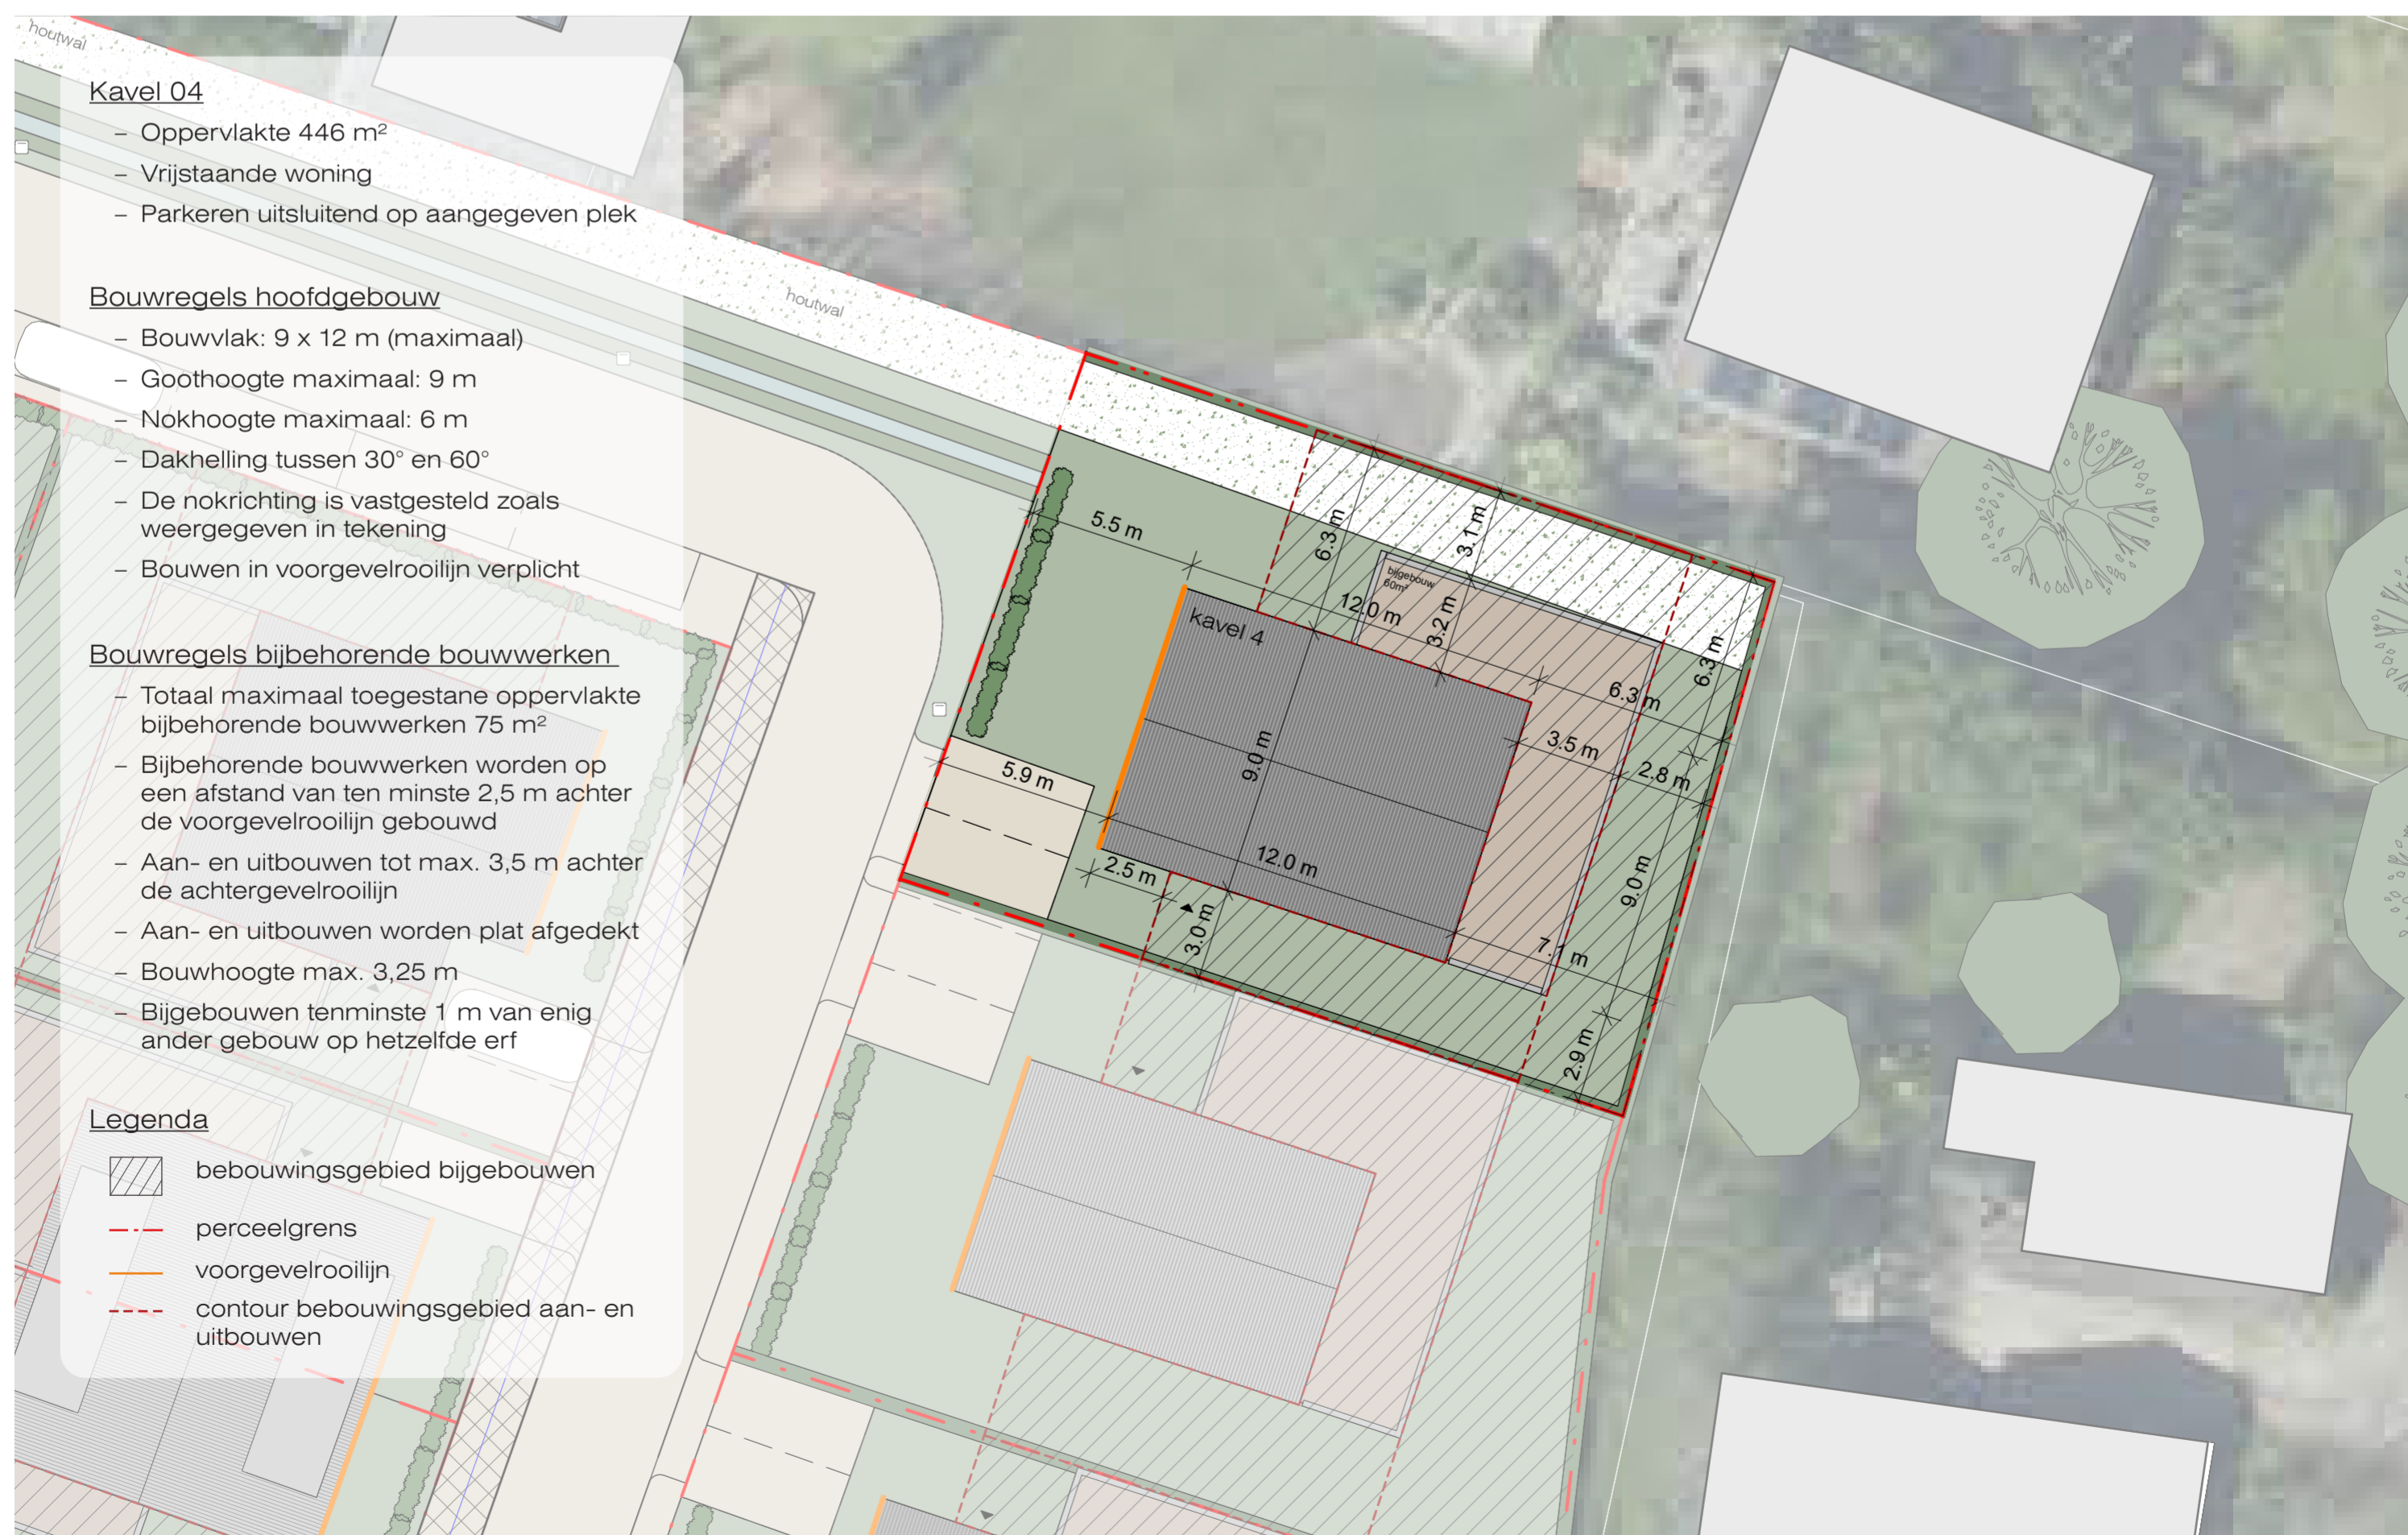 houtwal
Kavel 04
– Oppervlakte 446 m²
– Vrijstaande woning
– Parkeren uitsluitend op aangegeven plek
Bouwregels hoofdgebouw
– Bouwvlak: 9 x 12 m (maximaal)
– Goothoogte maximaal: 9 m
– Nokhoogte maximaal: 6 m
– Dakhelling tussen 30° en 60°
– De nokrichting is vastgesteld zoals
weergegeven in tekening
– Bouwen in voorgevelrooilijn verplicht
Bouwregels bijbehorende bouwwerken
– Totaal maximaal toegestane oppervlakte
bijbehorende bouwwerken 75 m²
– Bijbehorende bouwwerken worden op
een afstand van ten minste 2,5 m achter
de voorgevelrooilijn gebouwd
– Aan- en uitbouwen tot max. 3,5 m achter
de achtergevelrooilijn
– Aan- en uitbouwen worden plat afgedekt
– Bouwhoogte max. 3,25 m
– Bijgebouwen tenminste 1 m van enig
ander gebouw op hetzelfde erf
Legenda
bebouwingsgebied bijgebouwen
perceelgrens
voorgevelrooilijn
contour bebouwingsgebied aan- en
uitbouwen
houtwal
5.5 m
6.3 m
3.1 m
bijgebouw
60m²
12.0 m
3.2 m
kavel 4
6.3 m
6.3 m
3.5 m
2.8 m
9.0 m
5.9 m
12.0 m
2.5 m
9.0 m
3.0 m
7.1 m
2.9 m